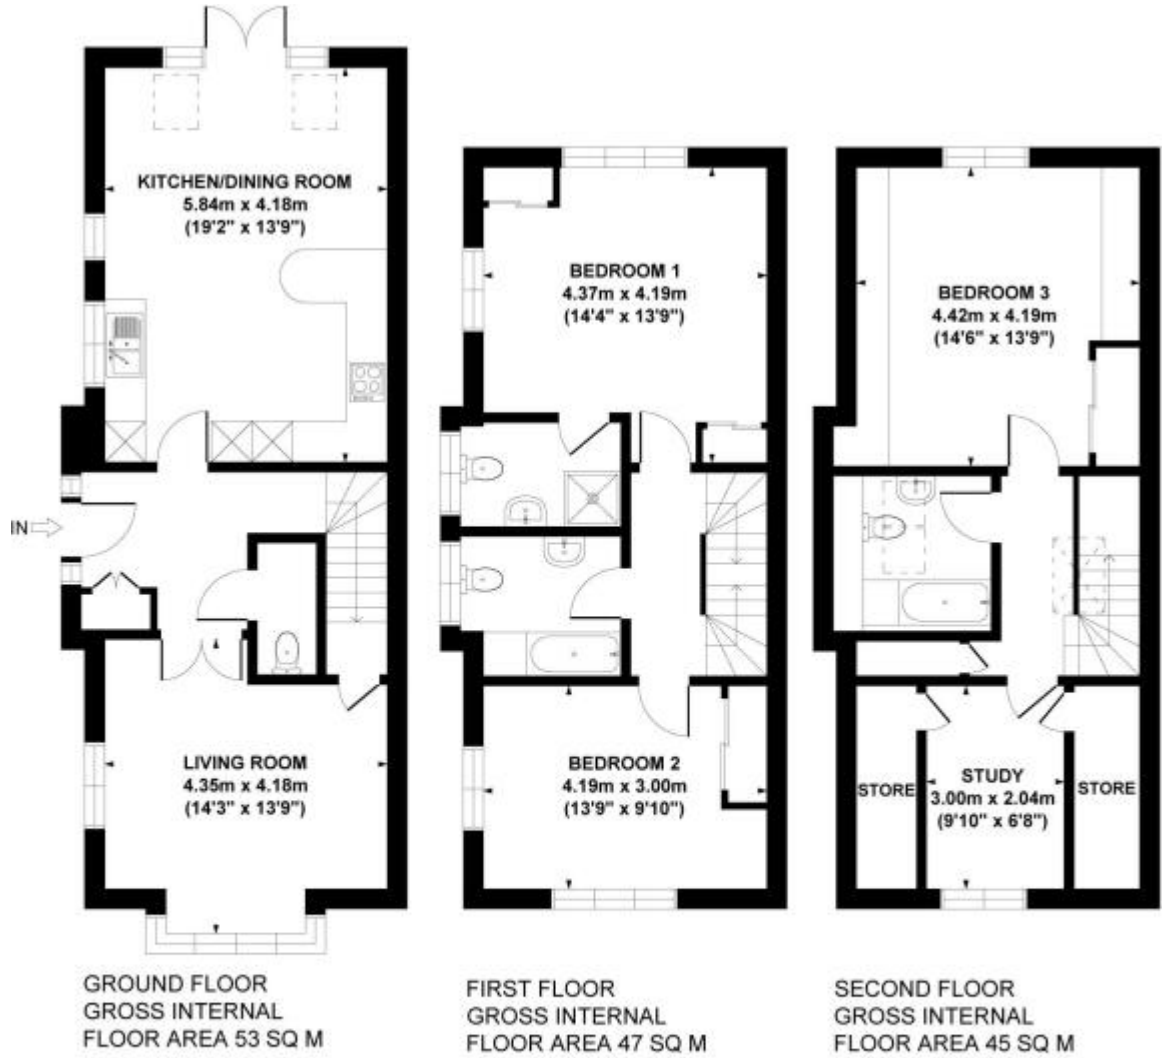 KITCHEN/DINING ROOM
5.84m x 4.18m
(19'2" x 13'9")
IN
LIVING ROOM
4.35m x 4.18m
(14'3" x 13'9")
GROUND FLOOR
GROSS INTERNAL
FLOOR AREA 53 SQ M
BEDROOM 1
4.37m x 4.19m
(14'4" x 13'9")
BEDROOM 2
4.19m x 3.00m
(13'9" x 9'10")
FIRST FLOOR
GROSS INTERNAL
FLOOR AREA 47 SQ M
BEDROOM 3
4.42m x 4.19m
(14'6" x 13'9")
STORE
STUDY
3.00m x 2.04m
(9'10" x 6'8")
STORE
SECOND FLOOR
GROSS INTERNAL
FLOOR AREA 45 SQ M